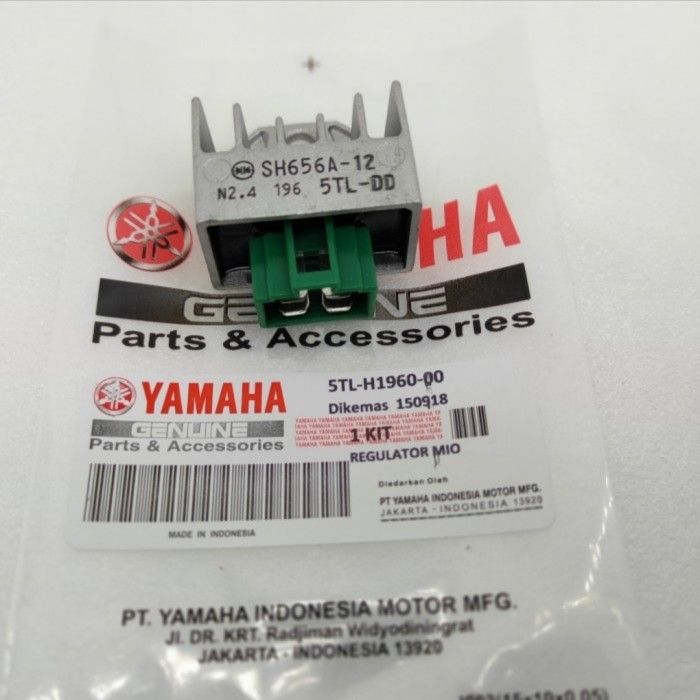 SH656A-12
N2.4 196 5TL-DD
HA
GENUINE
Parts & Accessories
YAMAHA
GENUINE
Parts & Accessories
5TL-H1960-00
Dikemas 150918
1 KIT
REGULATOR MIO
Diedarkan Oleh
PT YAMAHA INDONESIA MOTOR MFG.
JAKARTA - INDONESIA 13920
MADE IN INDONESIA
PT. YAMAHA INDONESIA MOTOR MFG.
Jl. DR. KRT. Radjiman Widyodiningrat
JAKARTA - INDONESIA 13920